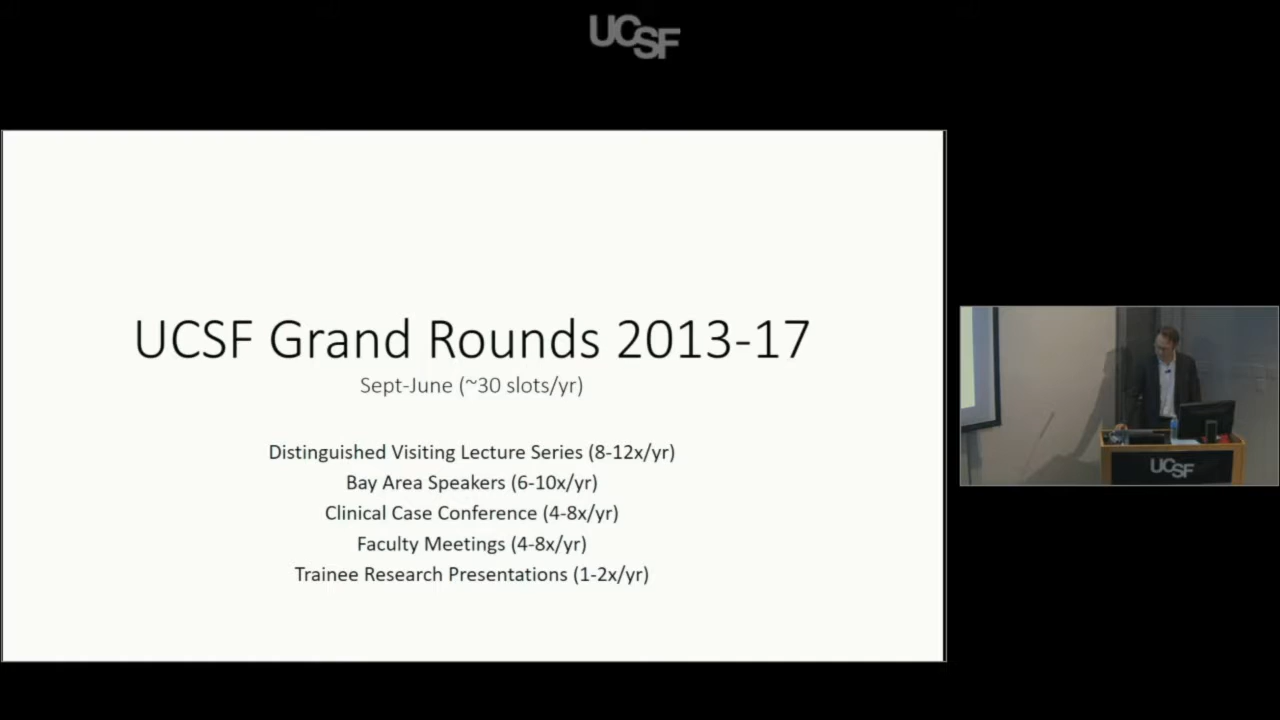 UCSF
UCSF Grand Rounds 2013-17
Sept-June (~30 slots/yr)
Distinguished Visiting Lecture Series (8-12x/yr)
Bay Area Speakers (6-10x/yr)
Clinical Case Conference (4-8x/yr)
Faculty Meetings (4-8x/yr)
Trainee Research Presentations (1-2x/yr)
UCSF